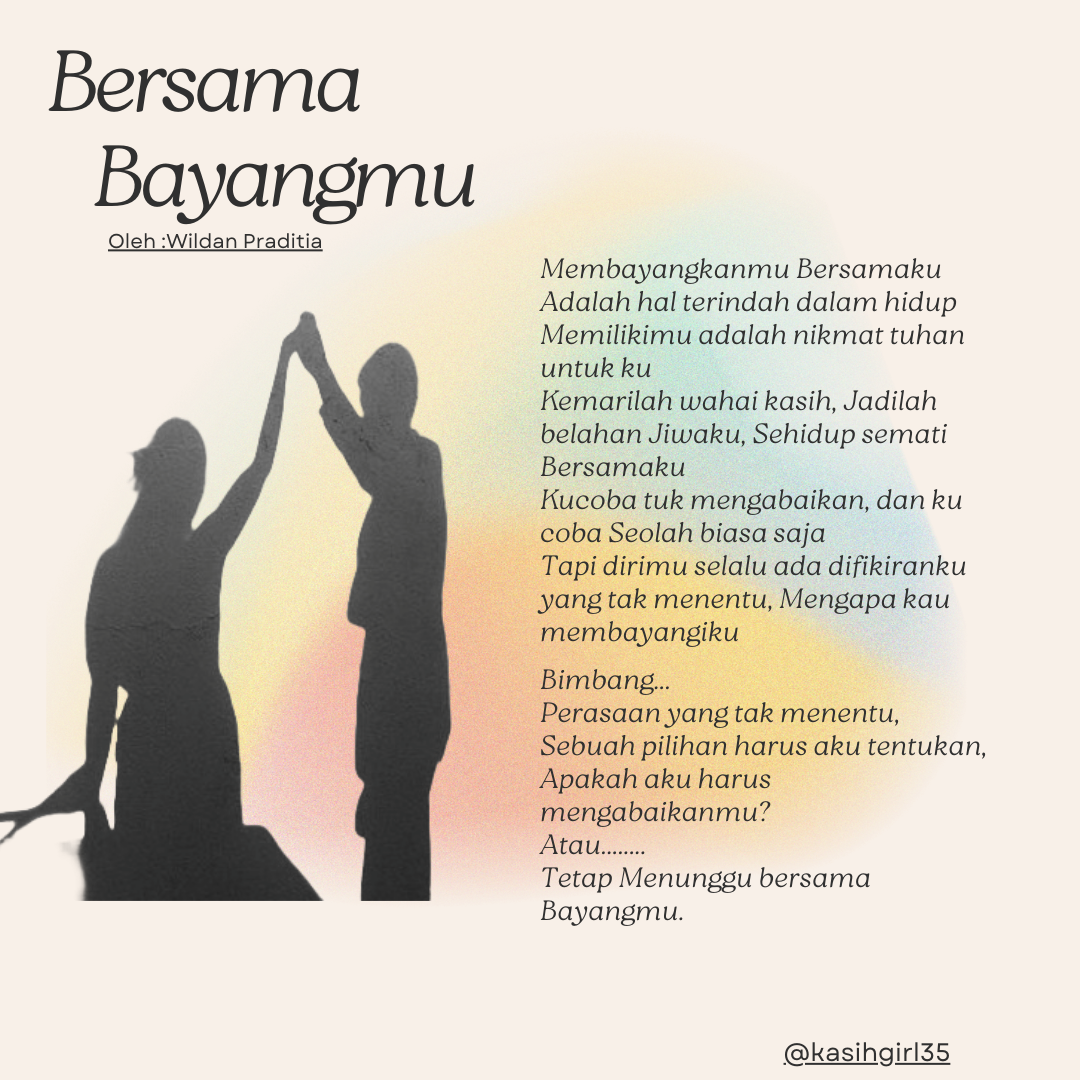 Bersama
Bayangmu
Oleh :Wildan Praditia
Membayangkanmu Bersamaku
Adalah hal terindah dalam hidup
Memilikimu adalah nikmat tuhan
untuk ku
Kemarilah wahai kasih, Jadilah
belahan Jiwaku, Sehidup semati
Bersamaku
Kucoba tuk mengabaikan, dan ku
coba Seolah biasa saja
Tapi dirimu selalu ada difikiranku
yang tak menentu, Mengapa kau
membayangiku
Bimbang...
Perasaan yang tak menentu,
Sebuah pilihan harus aku tentukan,
Apakah aku harus
mengabaikanmu?
Atau........
Tetap Menunggu bersama
Bayangmu.
@kasihgirl35